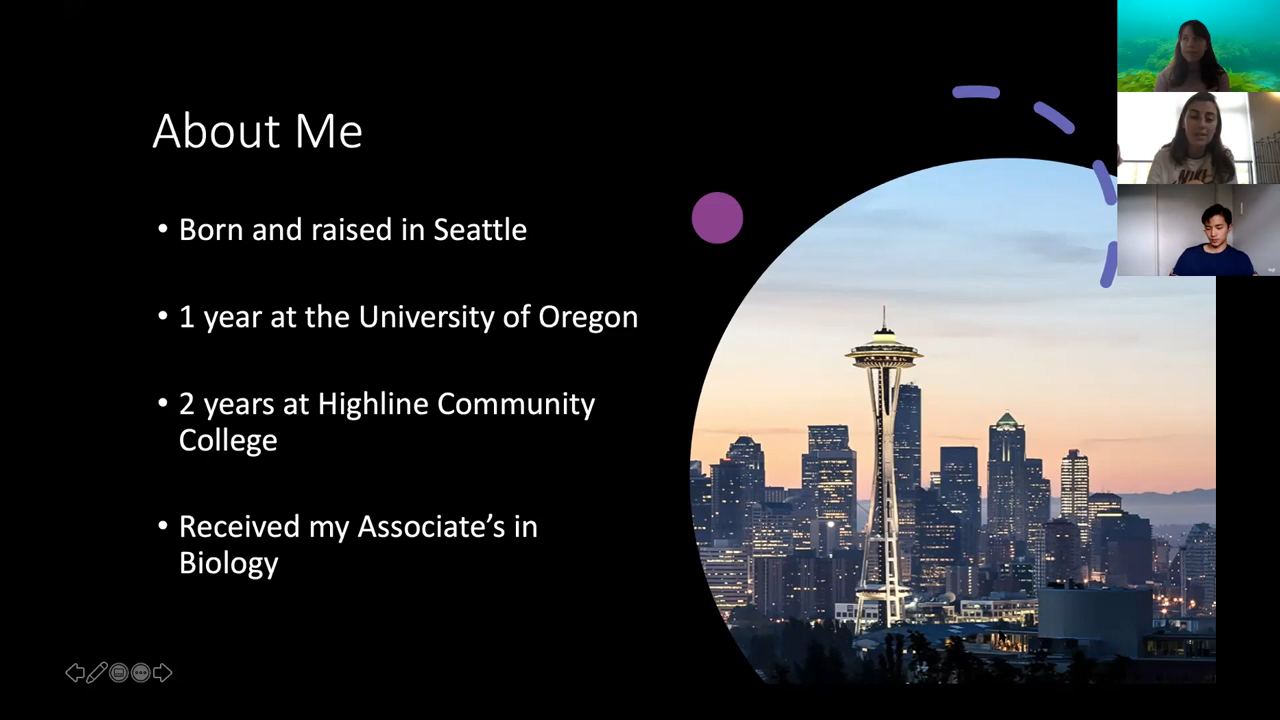 About Me
• Born and raised in Seattle
• 1 year at the University of Oregon
• 2 years at Highline Community
College
• Received my Associate's in
Biology